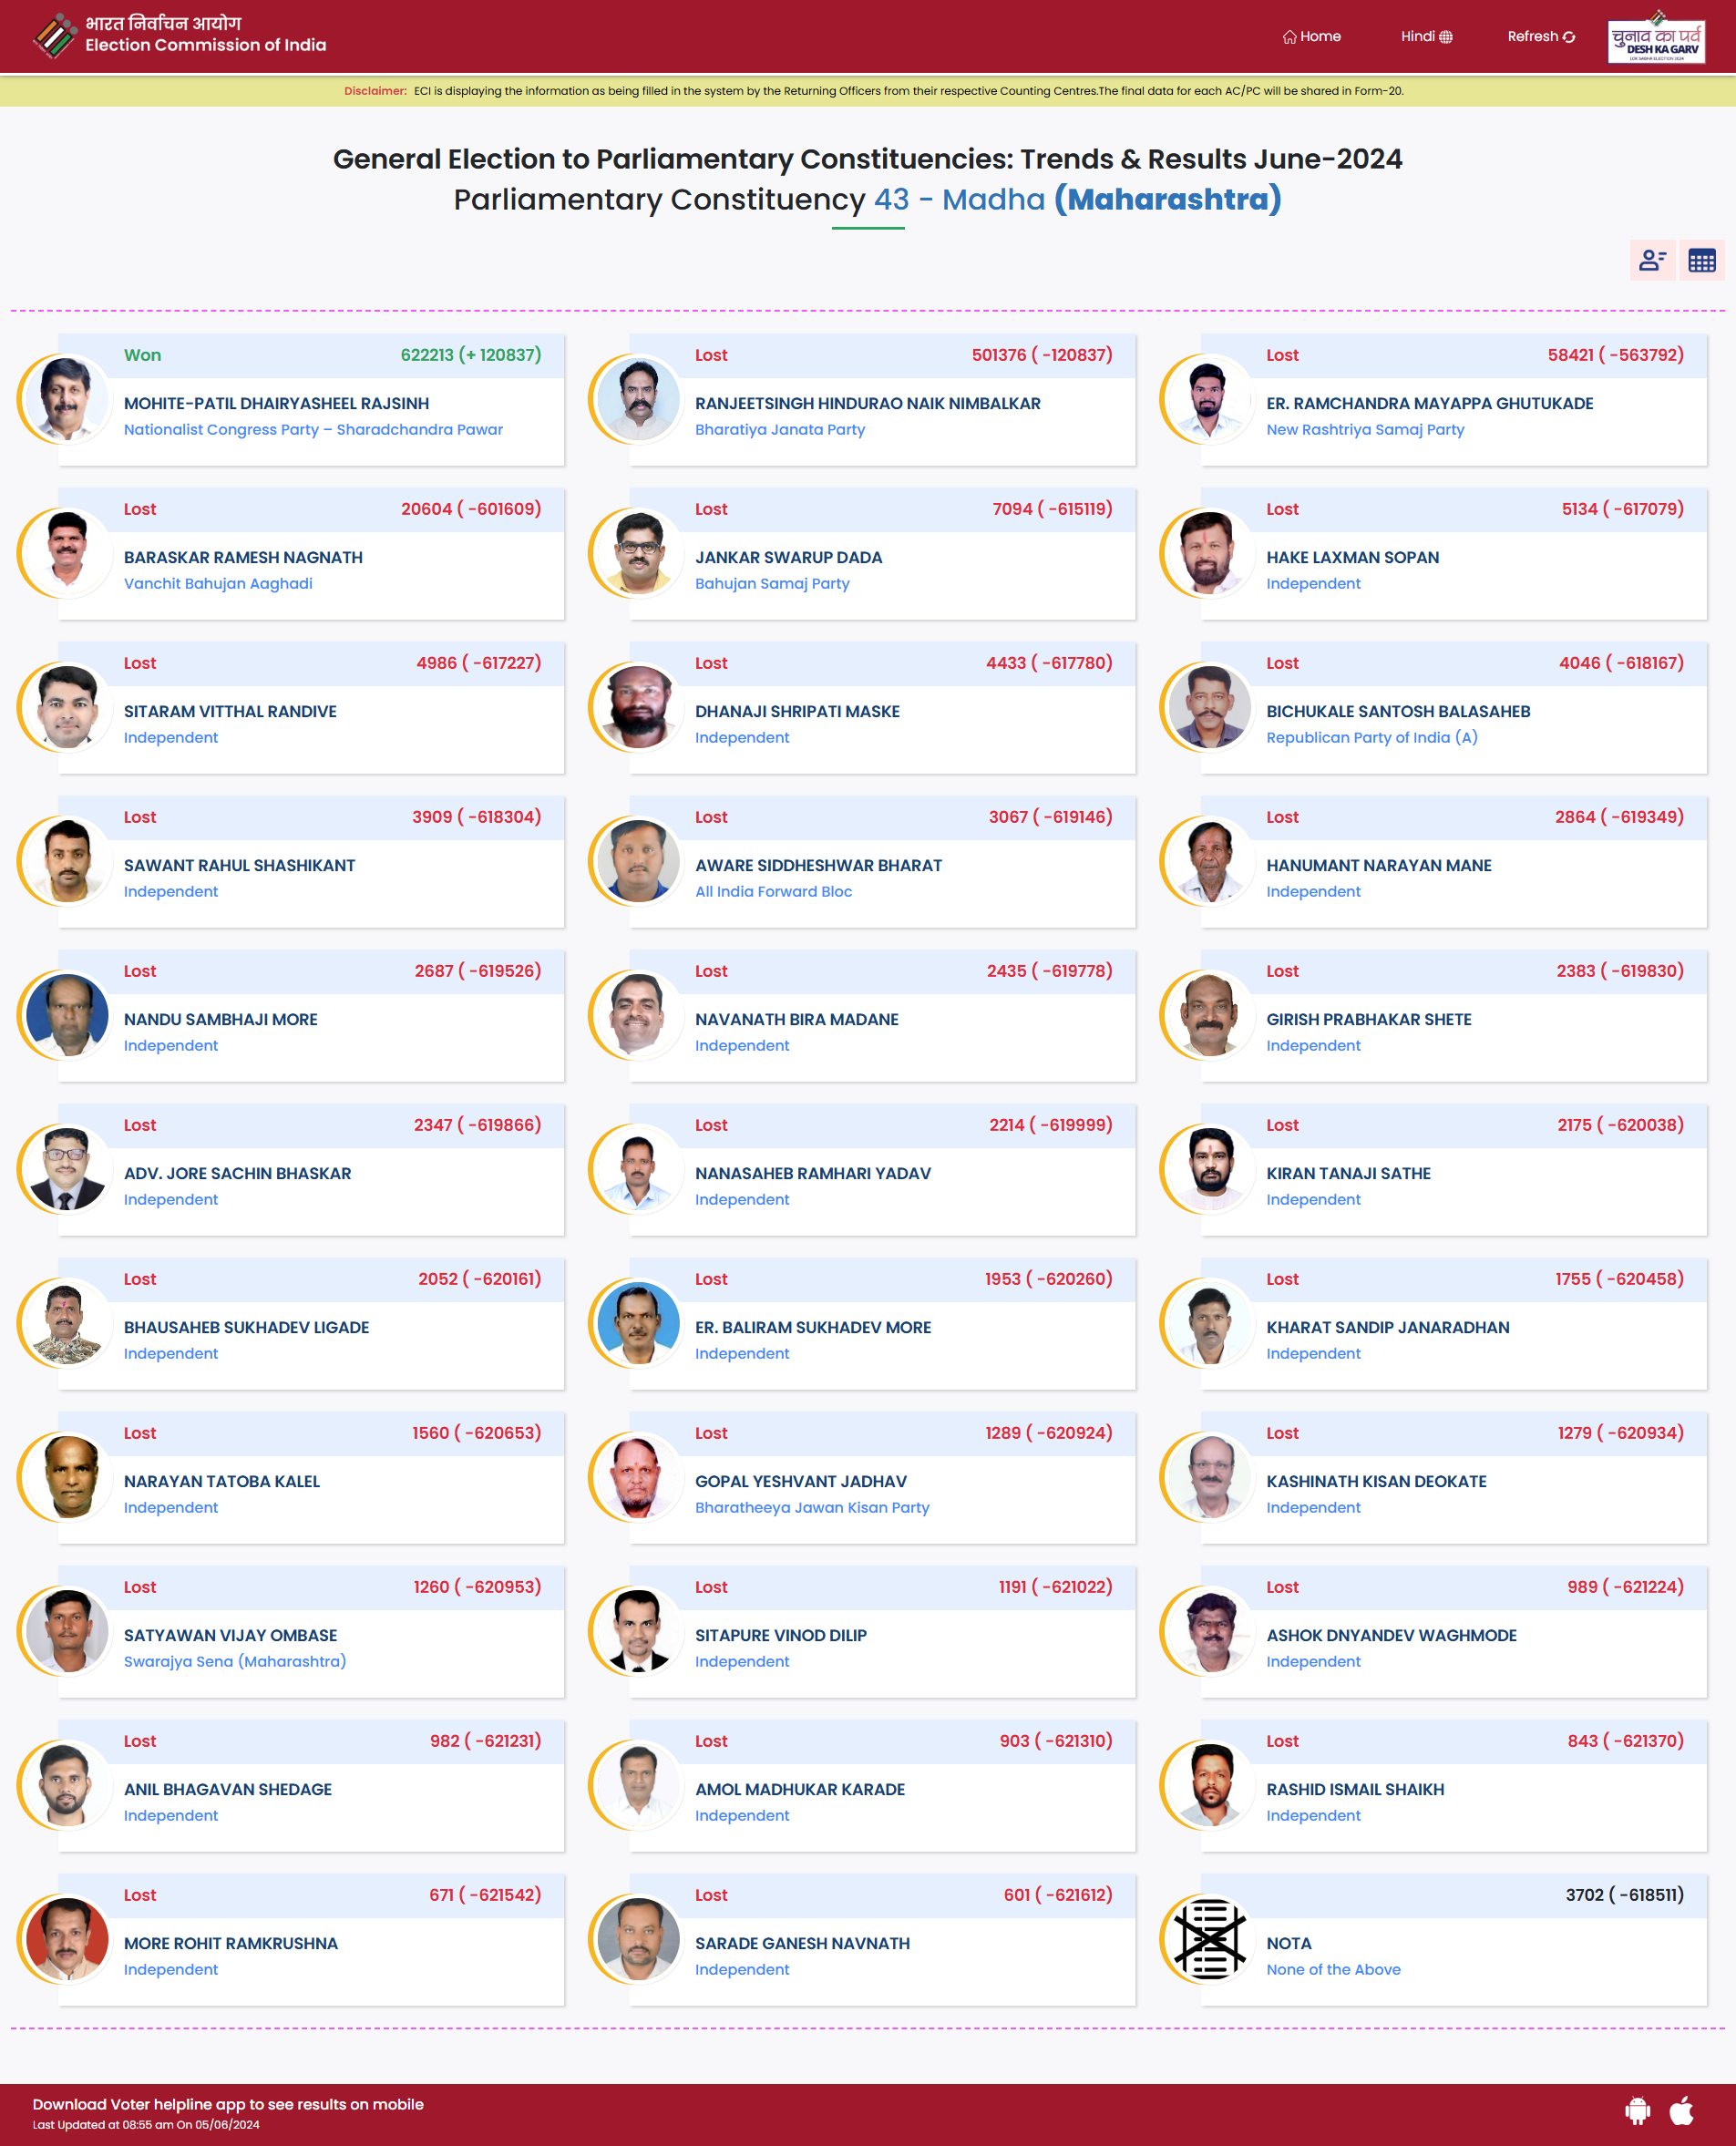 भारत निर्वाचन आयोग
Election Commission of India
Home
Hindi
Refresh
चुनाव का पर्व
DESH KA GARV
LOK SABHA ELECTION 2024
Disclaimer: ECI is displaying the information as being filled in the system by the Returning Officers from their respective Counting Centres.The final data for each AC/PC will be shared in Form-20.
General Election to Parliamentary Constituencies: Trends & Results June-2024
Parliamentary Constituency 43 - Madha (Maharashtra)
Won 622213 (+ 120837)
MOHITE-PATIL DHAIRYASHEEL RAJSINH
Nationalist Congress Party – Sharadchandra Pawar
Lost 501376 ( -120837)
RANJEETSINGH HINDURAO NAIK NIMBALKAR
Bharatiya Janata Party
Lost 58421 ( -563792)
ER. RAMCHANDRA MAYAPPA GHUTUKADE
New Rashtriya Samaj Party
Lost 20604 ( -601609)
BARASKAR RAMESH NAGNATH
Vanchit Bahujan Aaghadi
Lost 7094 ( -615119)
JANKAR SWARUP DADA
Bahujan Samaj Party
Lost 5134 ( -617079)
HAKE LAXMAN SOPAN
Independent
Lost 4986 ( -617227)
SITARAM VITTHAL RANDIVE
Independent
Lost 4433 ( -617780)
DHANAJI SHRIPATI MASKE
Independent
Lost 4046 ( -618167)
BICHUKALE SANTOSH BALASAHEB
Republican Party of India (A)
Lost 3909 ( -618304)
SAWANT RAHUL SHASHIKANT
Independent
Lost 3067 ( -619146)
AWARE SIDDHESHWAR BHARAT
All India Forward Bloc
Lost 2864 ( -619349)
HANUMANT NARAYAN MANE
Independent
Lost 2687 ( -619526)
NANDU SAMBHAJI MORE
Independent
Lost 2435 ( -619778)
NAVANATH BIRA MADANE
Independent
Lost 2383 ( -619830)
GIRISH PRABHAKAR SHETE
Independent
Lost 2347 ( -619866)
ADV. JORE SACHIN BHASKAR
Independent
Lost 2214 ( -619999)
NANASAHEB RAMHARI YADAV
Independent
Lost 2175 ( -620038)
KIRAN TANAJI SATHE
Independent
Lost 2052 ( -620161)
BHAUSAHEB SUKHADEV LIGADE
Independent
Lost 1953 ( -620260)
ER. BALIRAM SUKHADEV MORE
Independent
Lost 1755 ( -620458)
KHARAT SANDIP JANARADHAN
Independent
Lost 1560 ( -620653)
NARAYAN TATOBA KALEL
Independent
Lost 1289 ( -620924)
GOPAL YESHVANT JADHAV
Bharatheeya Jawan Kisan Party
Lost 1279 ( -620934)
KASHINATH KISAN DEOKATE
Independent
Lost 1260 ( -620953)
SATYAWAN VIJAY OMBASE
Swarajya Sena (Maharashtra)
Lost 1191 ( -621022)
SITAPURE VINOD DILIP
Independent
Lost 989 ( -621224)
ASHOK DNYANDEV WAGHMODE
Independent
Lost 982 ( -621231)
ANIL BHAGAVAN SHEDAGE
Independent
Lost 903 ( -621310)
AMOL MADHUKAR KARADE
Independent
Lost 843 ( -621370)
RASHID ISMAIL SHAIKH
Independent
Lost 671 ( -621542)
MORE ROHIT RAMKRUSHNA
Independent
Lost 601 ( -621612)
SARADE GANESH NAVNATH
Independent
3702 ( -618511)
NOTA
None of the Above
Download Voter helpline app to see results on mobile
Last Updated at 08:55 am On 05/06/2024